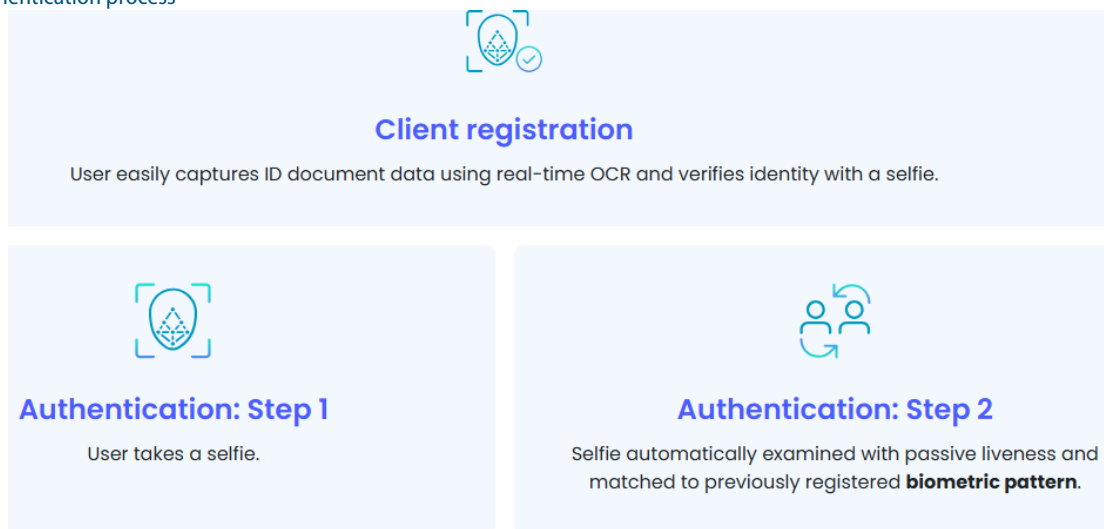 process
Client registration
User easily captures ID document data using real-time OCR and verifies identity with a selfie.
Authentication: Step 1
User takes a selfie.
Authentication: Step 2
Selfie automatically examined with passive liveness and
matched to previously registered biometric pattern.